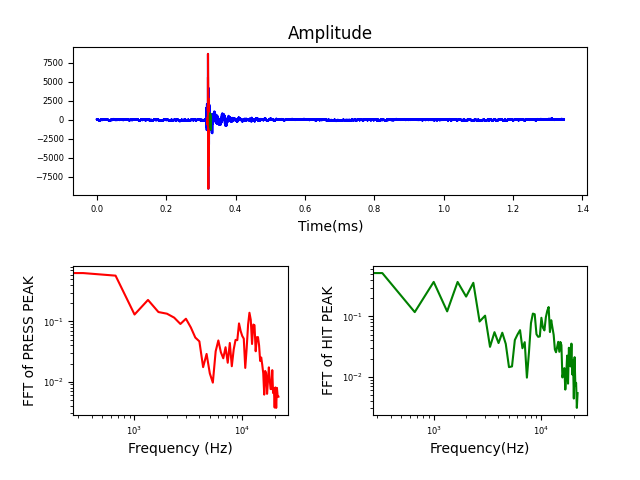 Amplitude
7500
5000
2500
0
−2500
−5000
−7500
0.0 0.2 0.4 0.6 0.8 1.0 1.2 1.4
Time(ms)
FFT of PRESS PEAK
10⁻¹
10⁻²
10³ 10⁴
Frequency (Hz)
FFT of HIT PEAK
10⁻¹
10⁻²
10³ 10⁴
Frequency(Hz)